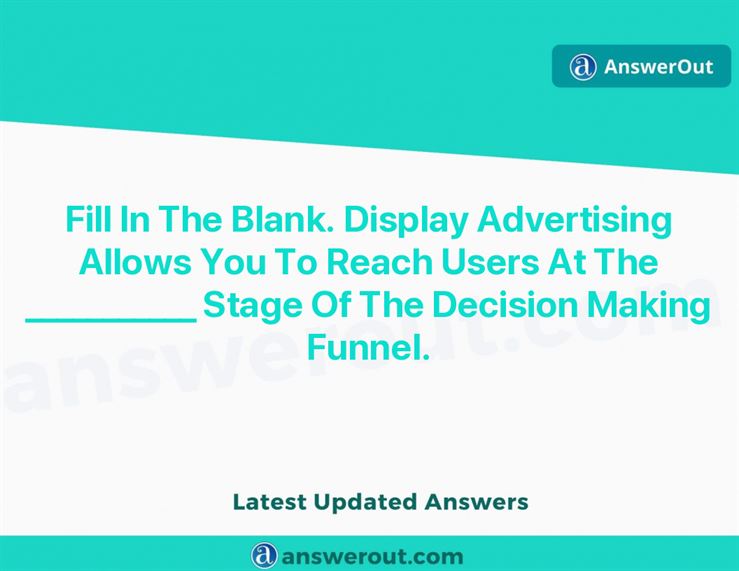 a AnswerOut
Fill In The Blank. Display Advertising
Allows You To Reach Users At The
__________ Stage Of The Decision Making
Funnel.
answerout.com
Latest Updated Answers
a answerout.com